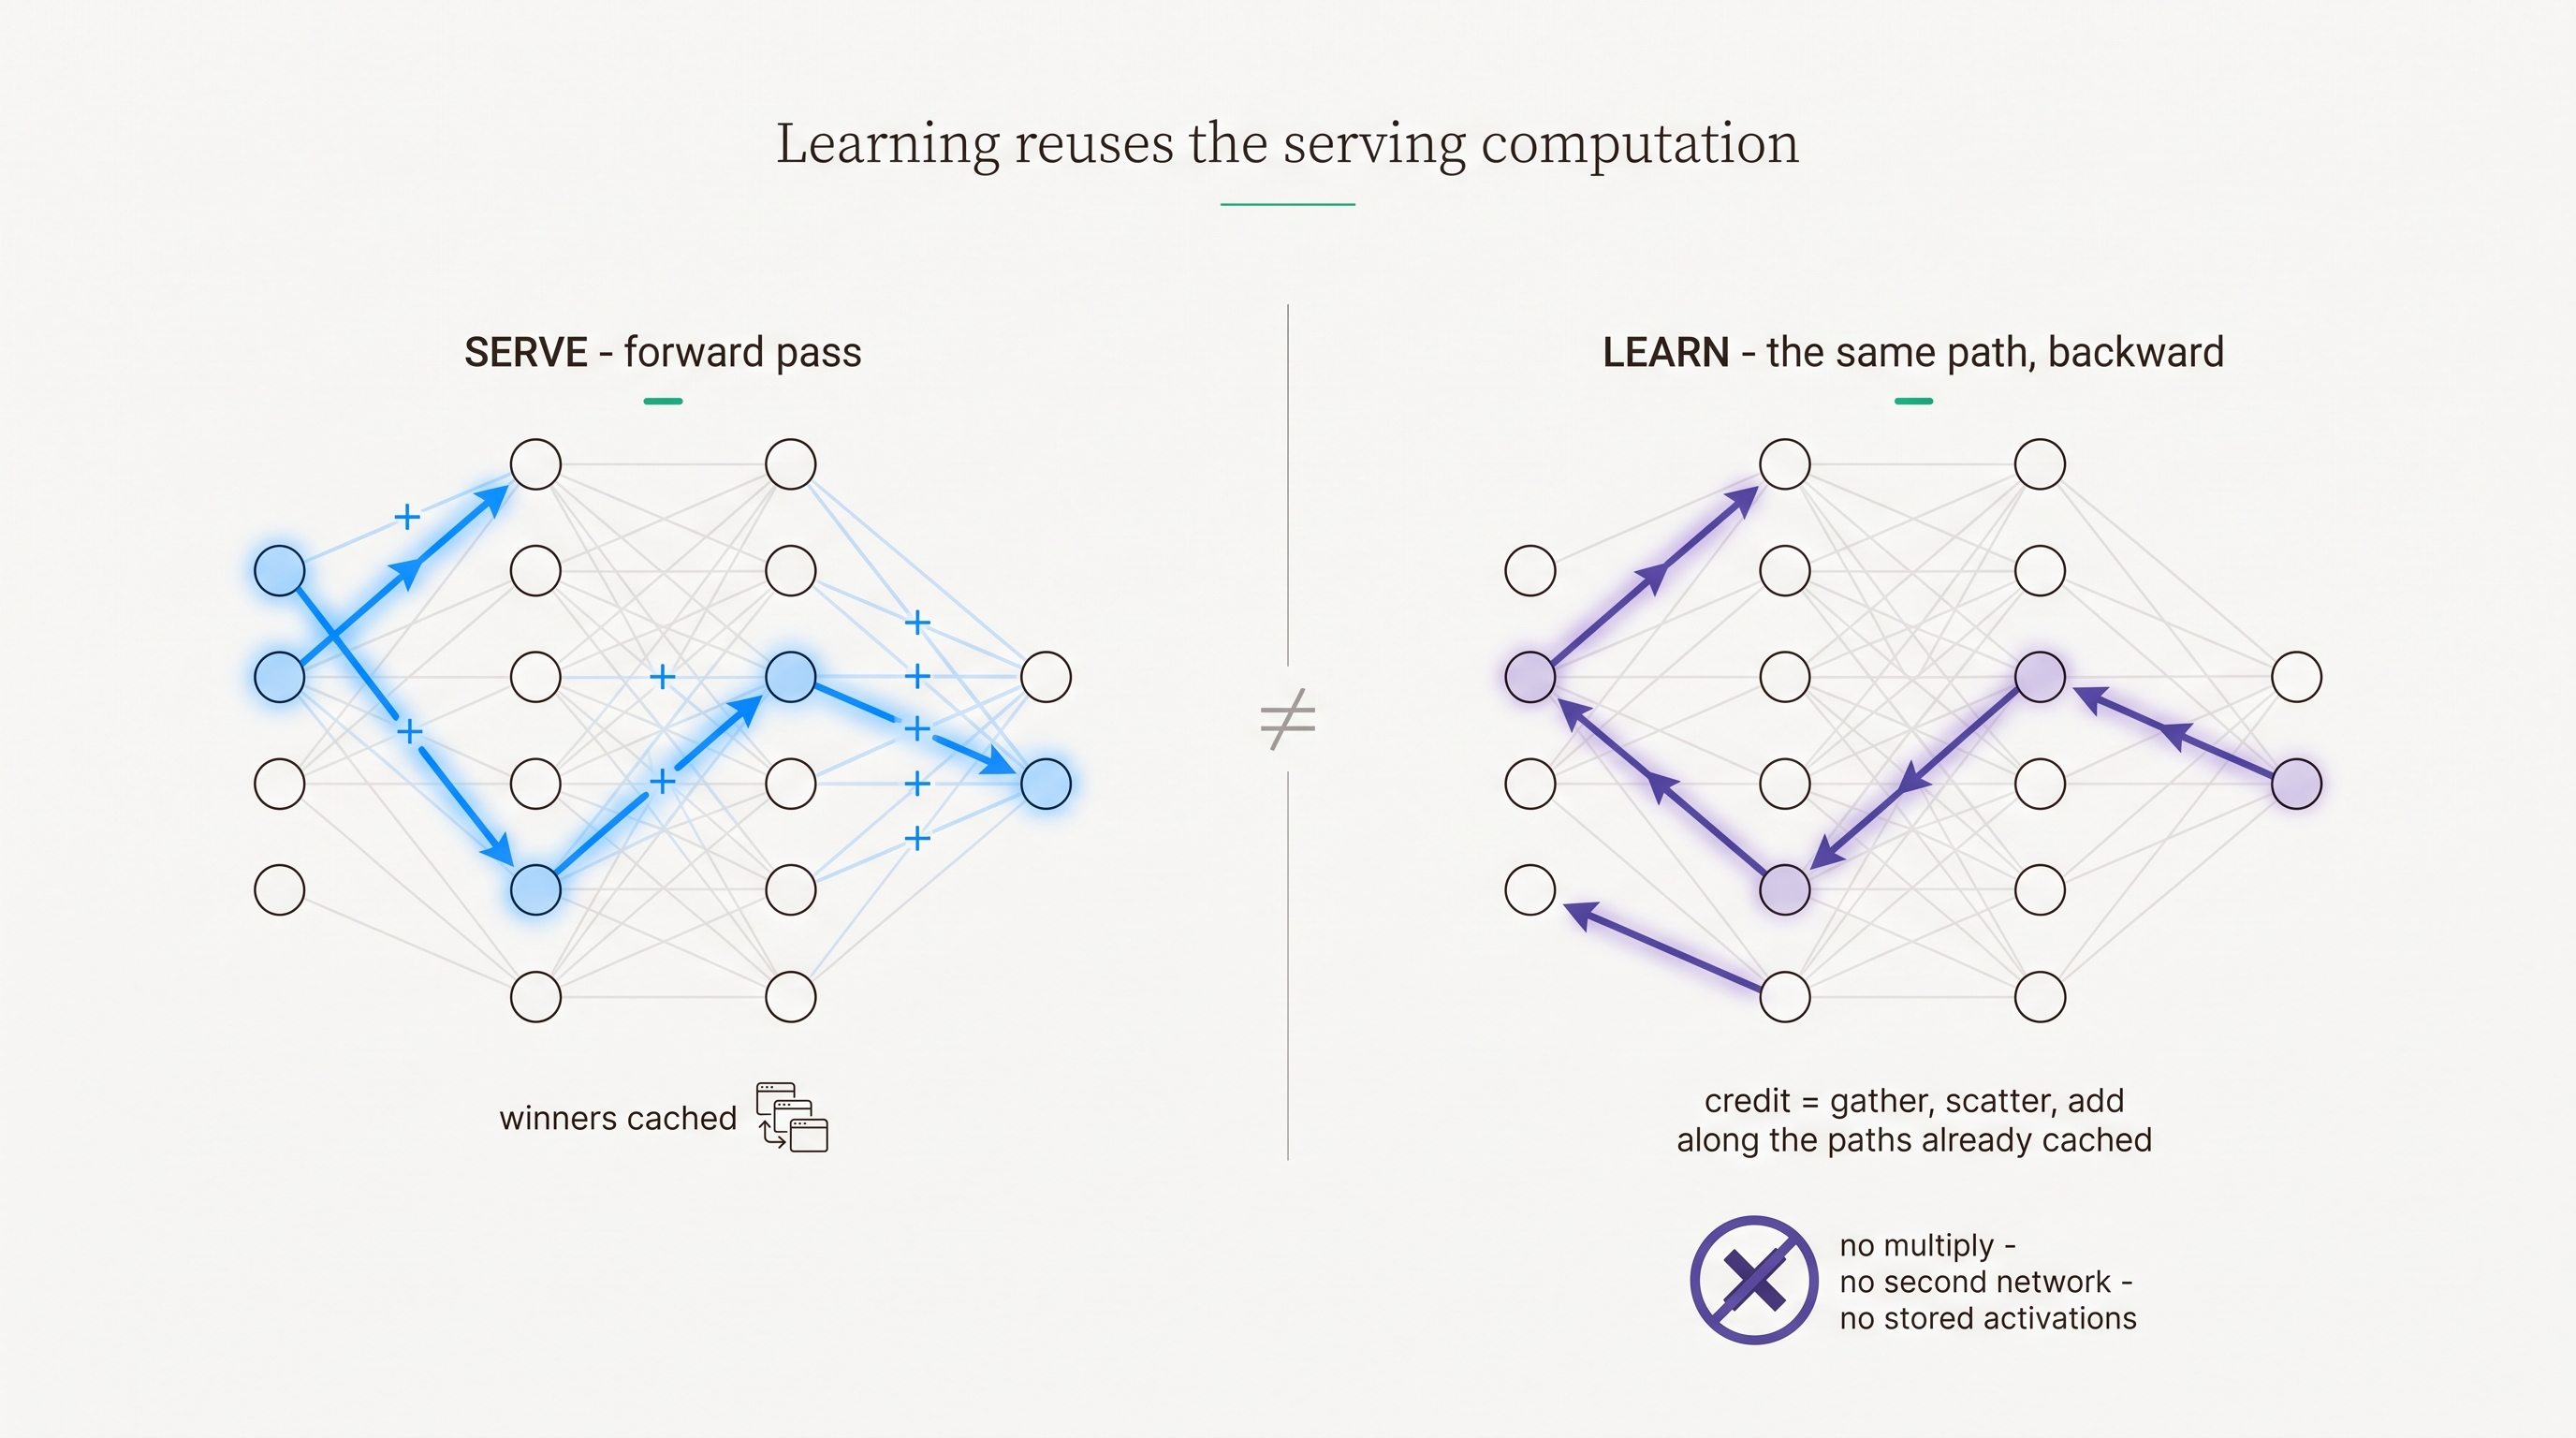 Learning reuses the serving computation
SERVE - forward pass
LEARN - the same path, backward
+
+
+
+
+
+
+
+
+
≠
winners cached
credit = gather, scatter, add
along the paths already cached
no multiply -
no second network -
no stored activations